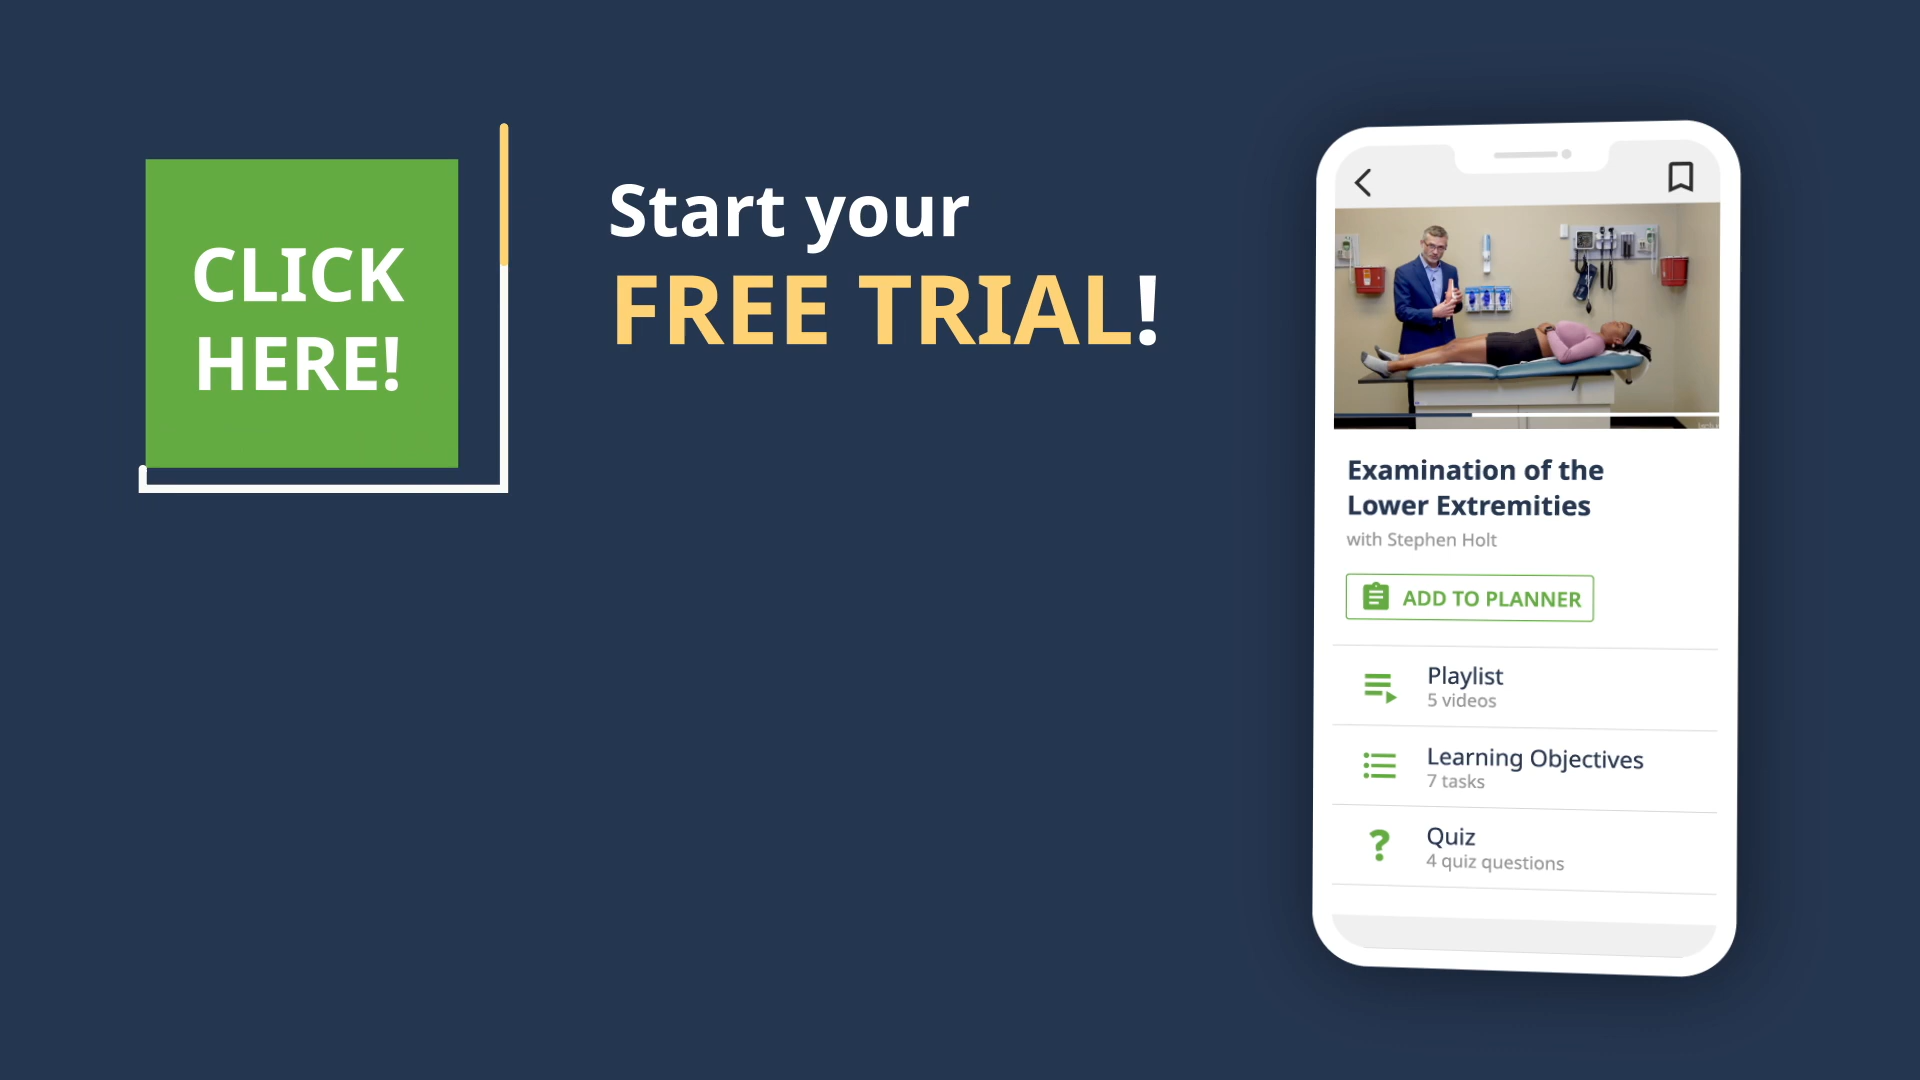 CLICK
HERE!
Start your
FREE TRIAL!
Examination of the
Lower Extremities
with Stephen Holt
ADD TO PLANNER
Playlist
5 videos
Learning Objectives
7 tasks
Quiz
4 quiz questions